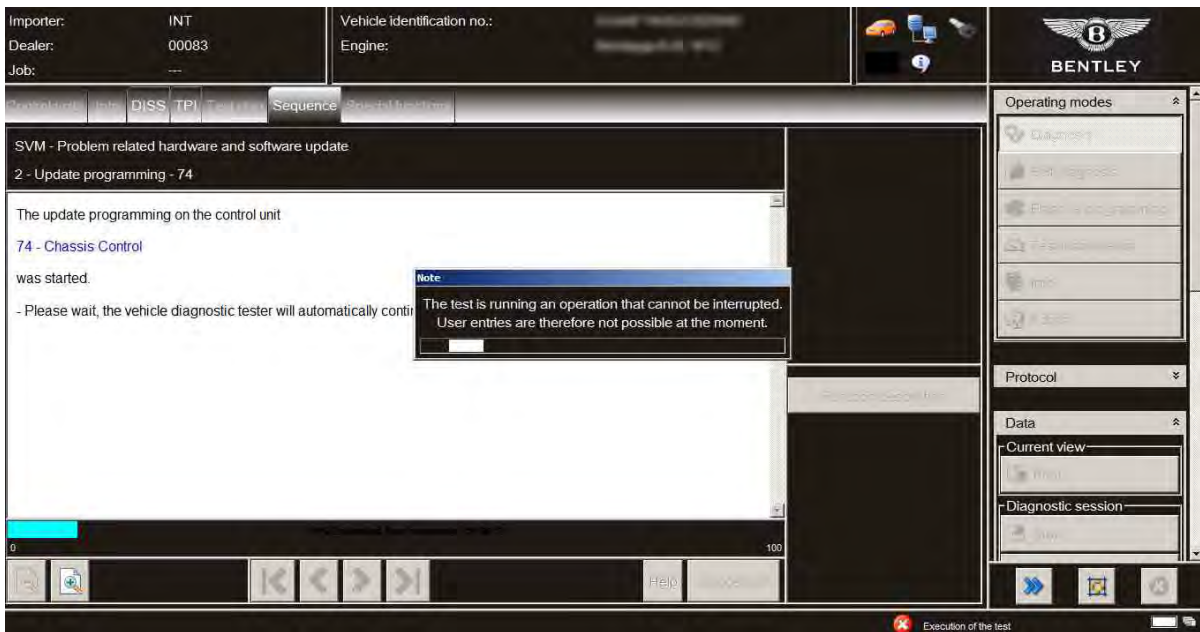 Importer: INT
Dealer: 00083
Job: ---
Vehicle identification no.:
Engine:
BENTLEY
DISS TPI Sequence
SVM - Problem related hardware and software update
2 - Update programming - 74
The update programming on the control unit
74 - Chassis Control
was started.
- Please wait, the vehicle diagnostic tester will automatically conti
Note
The test is running an operation that cannot be interrupted.
User entries are therefore not possible at the moment.
0 100
Help
Operating modes
Diagnosis
Protocol
Data
Current view
Diagnostic session
Execution of the test